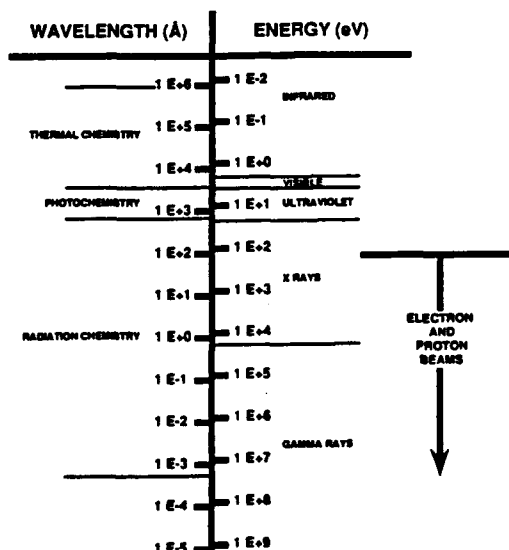 WAVELENGTH (Å) ENERGY (eV)
1 E+6 1 E-2
INFRARED
1 E+5 1 E-1
THERMAL CHEMISTRY
1 E+4 1 E+0
VISIBLE
PHOTOCHEMISTRY ULTRAVIOLET
1 E+3 1 E+1
1 E+2 1 E+2
X RAYS
1 E+1 1 E+3
RADIATION CHEMISTRY
1 E+0 1 E+4
ELECTRON
AND
PROTON
BEAMS
1 E-1 1 E+5
1 E-2 1 E+6
GAMMA RAYS
1 E-3 1 E+7
1 E-4 1 E+8
1 E-5 1 E+9